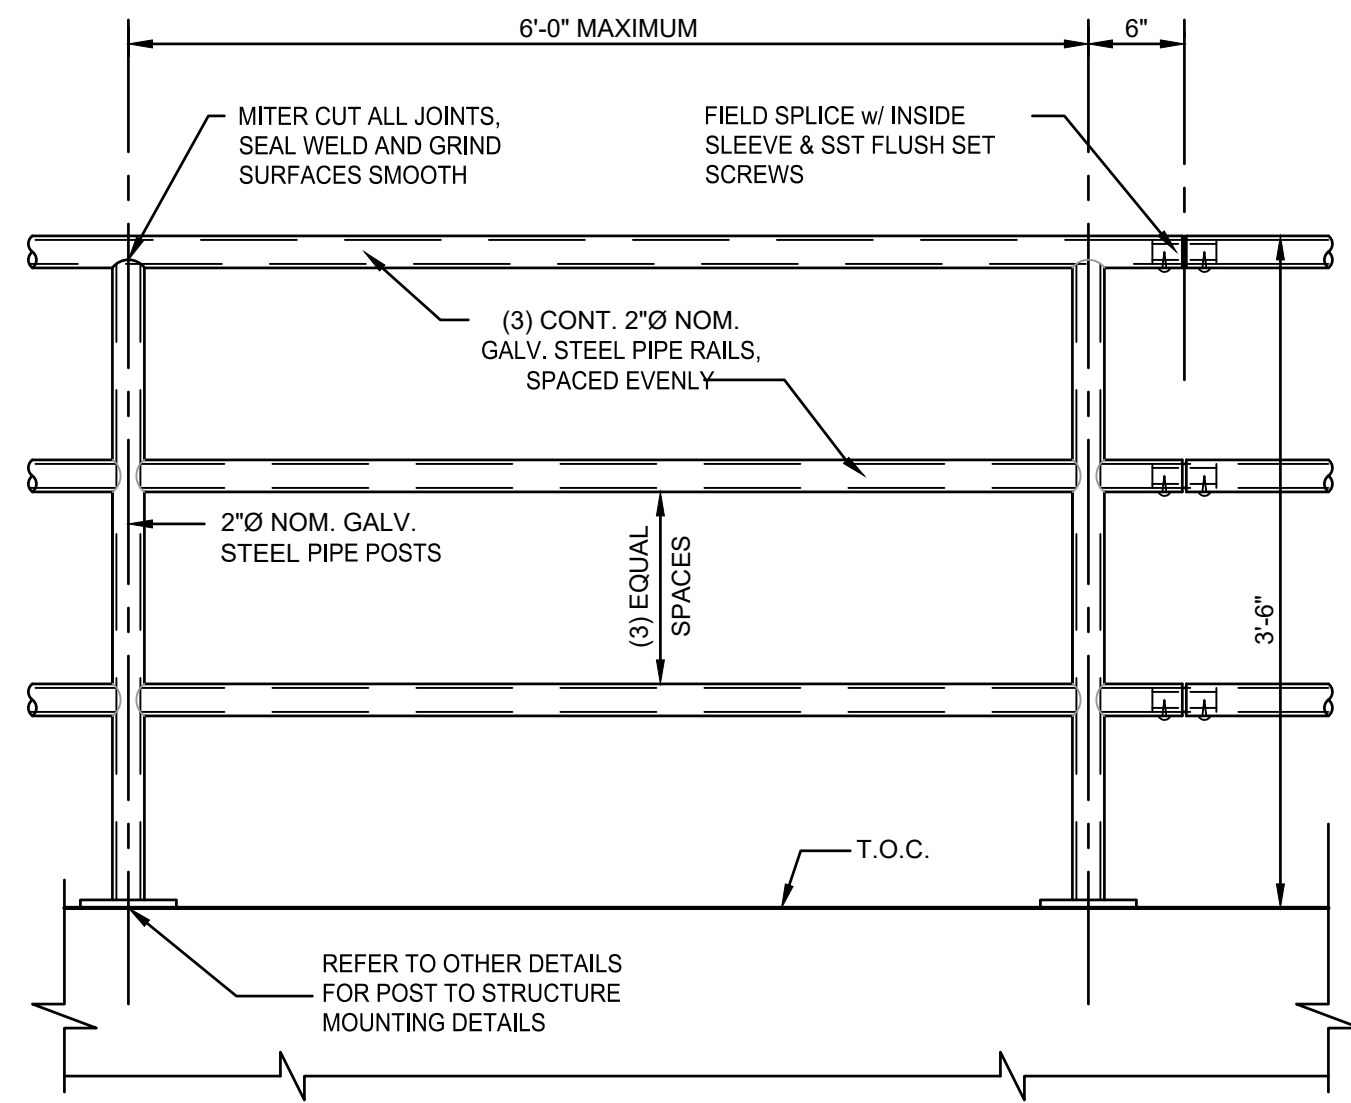 6'-0" MAXIMUM
6"
MITER CUT ALL JOINTS,
SEAL WELD AND GRIND
SURFACES SMOOTH
FIELD SPLICE w/ INSIDE
SLEEVE & SST FLUSH SET
SCREWS
(3) CONT. 2"Ø NOM.
GALV. STEEL PIPE RAILS,
SPACED EVENLY
2"Ø NOM. GALV.
STEEL PIPE POSTS
(3) EQUAL
SPACES
3'-6"
T.O.C.
REFER TO OTHER DETAILS
FOR POST TO STRUCTURE
MOUNTING DETAILS